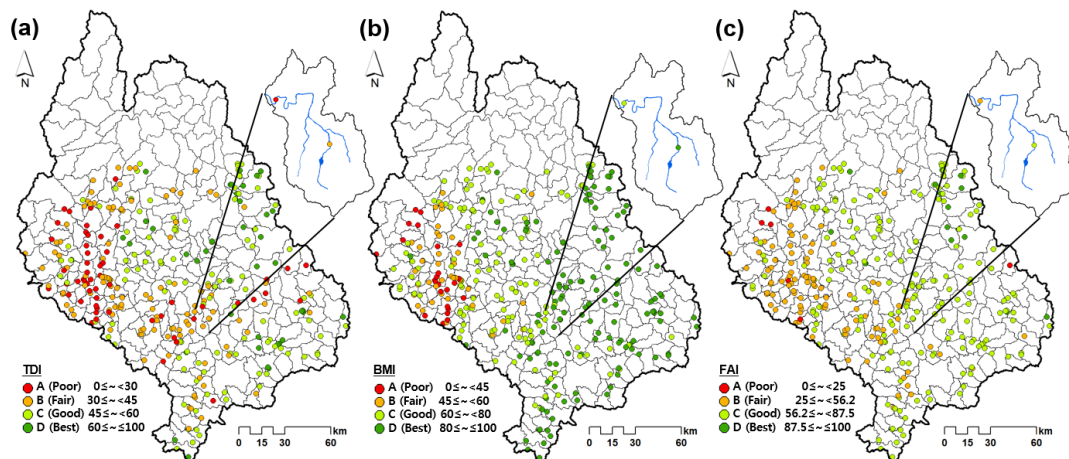 (a)
N
TDI
A (Poor) 0≤~<30
B (Fair) 30≤~<45
C (Good) 45≤~<60
D (Best) 60≤~≤100
km
0 15 30 60
(b)
N
BMI
A (Poor) 0≤~<45
B (Fair) 45≤~<60
C (Good) 60≤~<80
D (Best) 80≤~≤100
km
0 15 30 60
(c)
N
FAI
A (Poor) 0≤~<25
B (Fair) 25≤~<56.2
C (Good) 56.2≤~<87.5
D (Best) 87.5≤~≤100
km
0 15 30 60